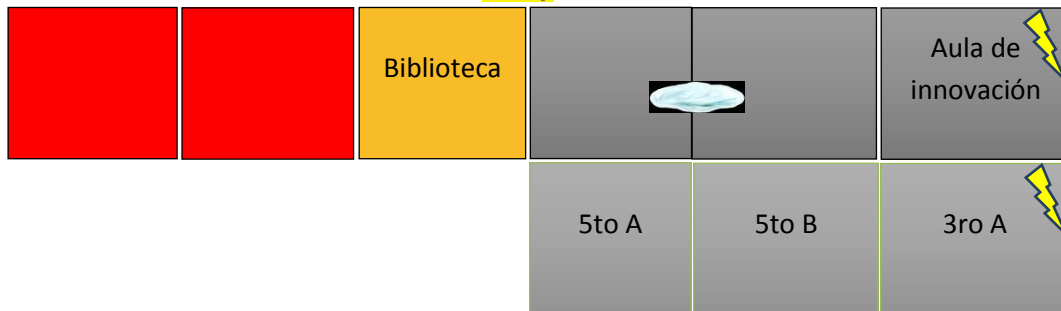 Biblioteca
Aula de
innovación
5to A
5to B
3ro A